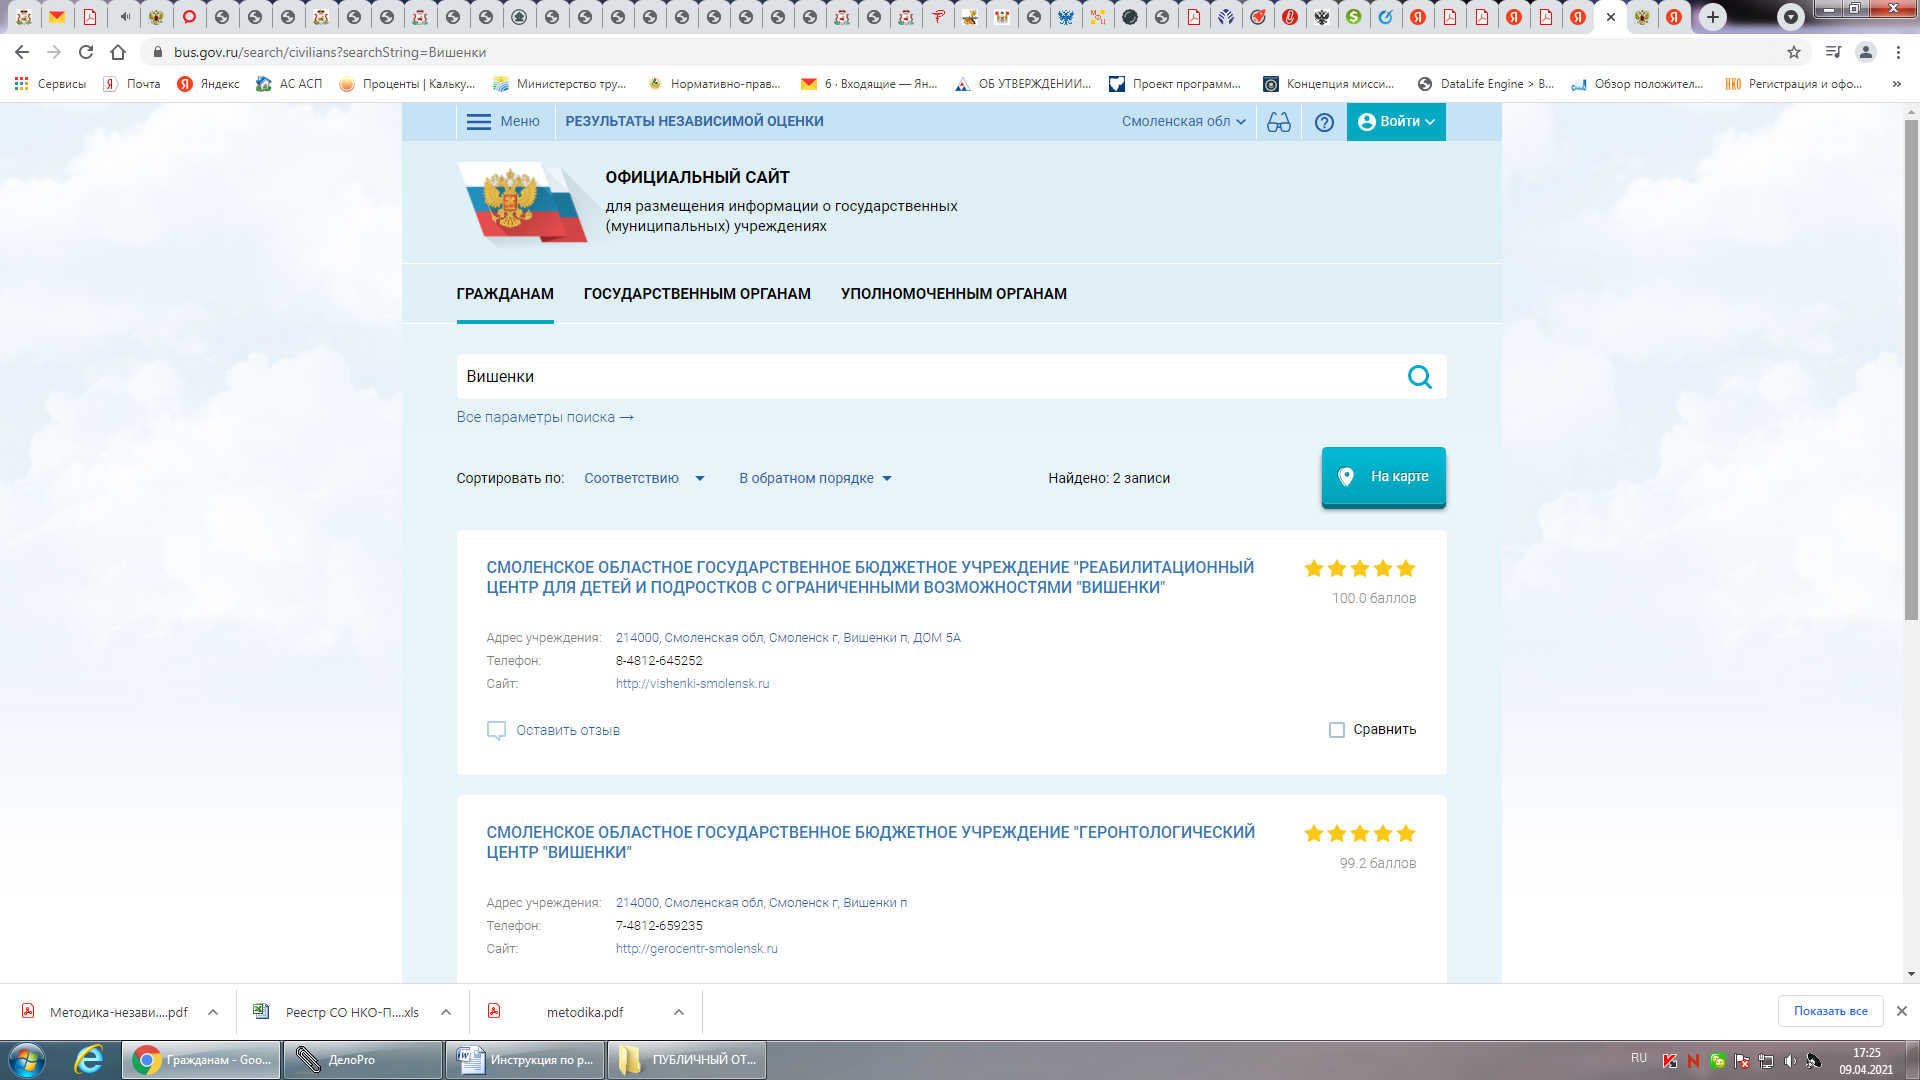 bus.gov.ru/search/civilians?searchString=Вишенки
Сервисы Почта Яндекс АС АСП Проценты (Кальку... Министерство тру... Нормативно-прав... 6 · Входящие — Ян... ОБ УТВЕРЖДЕНИИ... Проект программ... Концепция мисси... DataLife Engine > В... Обзор положител... НКО Регистрация и офо... »
Меню РЕЗУЛЬТАТЫ НЕЗАВИСИМОЙ ОЦЕНКИ Смоленская обл Войти
ОФИЦИАЛЬНЫЙ САЙТ
для размещения информации о государственных
(муниципальных) учреждениях
ГРАЖДАНАМ ГОСУДАРСТВЕННЫМ ОРГАНАМ УПОЛНОМОЧЕННЫМ ОРГАНАМ
Вишенки
Все параметры поиска →
Сортировать по: Соответствию В обратном порядке Найдено: 2 записи На карте
СМОЛЕНСКОЕ ОБЛАСТНОЕ ГОСУДАРСТВЕННОЕ БЮДЖЕТНОЕ УЧРЕЖДЕНИЕ "РЕАБИЛИТАЦИОННЫЙ
ЦЕНТР ДЛЯ ДЕТЕЙ И ПОДРОСТКОВ С ОГРАНИЧЕННЫМИ ВОЗМОЖНОСТЯМИ "ВИШЕНКИ"
100.0 баллов
Адрес учреждения: 214000, Смоленская обл, Смоленск г, Вишенки п, ДОМ 5А
Телефон: 8-4812-645252
Сайт: http://vishenki-smolensk.ru
Оставить отзыв Сравнить
СМОЛЕНСКОЕ ОБЛАСТНОЕ ГОСУДАРСТВЕННОЕ БЮДЖЕТНОЕ УЧРЕЖДЕНИЕ "ГЕРОНТОЛОГИЧЕСКИЙ
ЦЕНТР "ВИШЕНКИ"
99.2 баллов
Адрес учреждения: 214000, Смоленская обл, Смоленск г, Вишенки п
Телефон: 7-4812-659235
Сайт: http://gerocentr-smolensk.ru
Методика-незави....pdf Реестр СО НКО-П....xls metodika.pdf Показать все
Гражданам - Goo... ДелоPro Инструкция по р... ПУБЛИЧНЫЙ ОТ... RU 17:25
09.04.2021